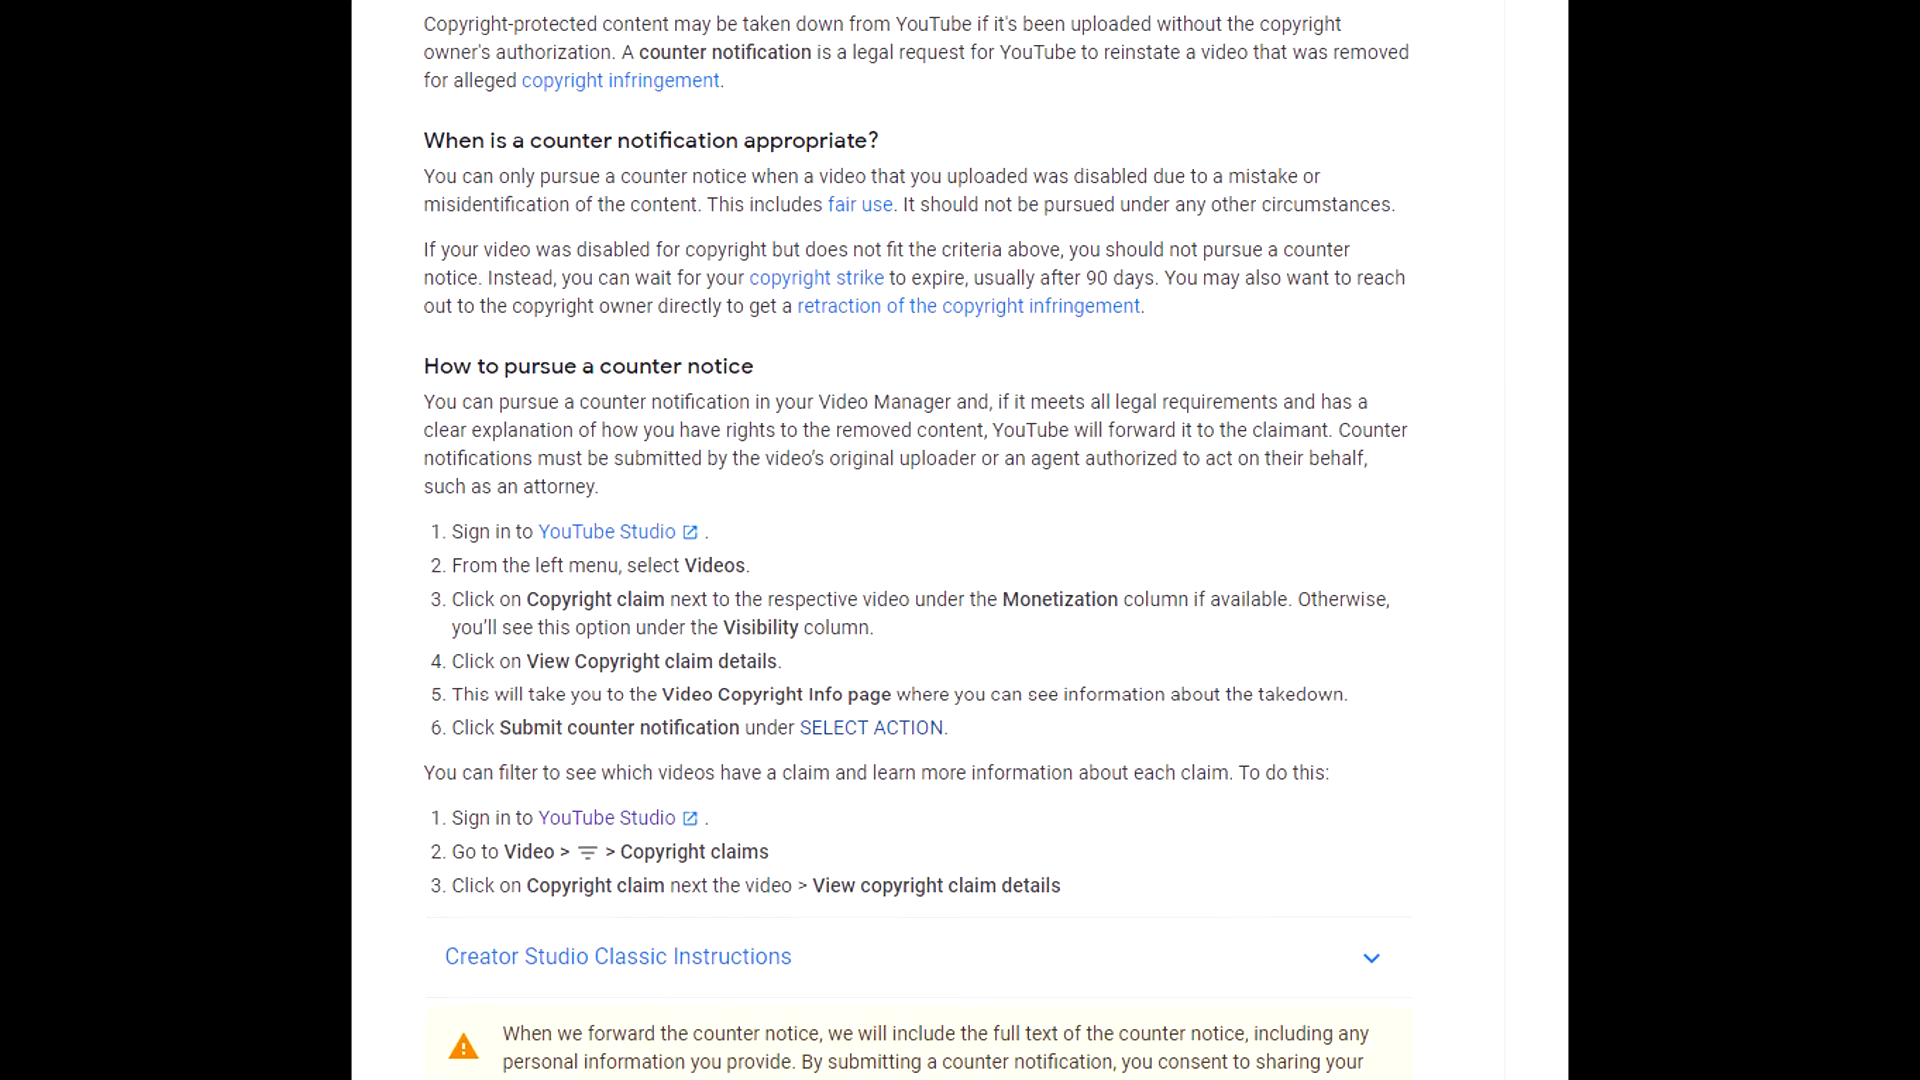 Copyright-protected content may be taken down from YouTube if it's been uploaded without the copyright
owner's authorization. A counter notification is a legal request for YouTube to reinstate a video that was removed
for alleged copyright infringement.
When is a counter notification appropriate?
You can only pursue a counter notice when a video that you uploaded was disabled due to a mistake or
misidentification of the content. This includes fair use. It should not be pursued under any other circumstances.
If your video was disabled for copyright but does not fit the criteria above, you should not pursue a counter
notice. Instead, you can wait for your copyright strike to expire, usually after 90 days. You may also want to reach
out to the copyright owner directly to get a retraction of the copyright infringement.
How to pursue a counter notice
You can pursue a counter notification in your Video Manager and, if it meets all legal requirements and has a
clear explanation of how you have rights to the removed content, YouTube will forward it to the claimant. Counter
notifications must be submitted by the video’s original uploader or an agent authorized to act on their behalf,
such as an attorney.
1. Sign in to YouTube Studio .
2. From the left menu, select Videos.
3. Click on Copyright claim next to the respective video under the Monetization column if available. Otherwise,
you’ll see this option under the Visibility column.
4. Click on View Copyright claim details.
5. This will take you to the Video Copyright Info page where you can see information about the takedown.
6. Click Submit counter notification under SELECT ACTION.
You can filter to see which videos have a claim and learn more information about each claim. To do this:
1. Sign in to YouTube Studio .
2. Go to Video > > Copyright claims
3. Click on Copyright claim next the video > View copyright claim details
Creator Studio Classic Instructions
When we forward the counter notice, we will include the full text of the counter notice, including any
personal information you provide. By submitting a counter notification, you consent to sharing your